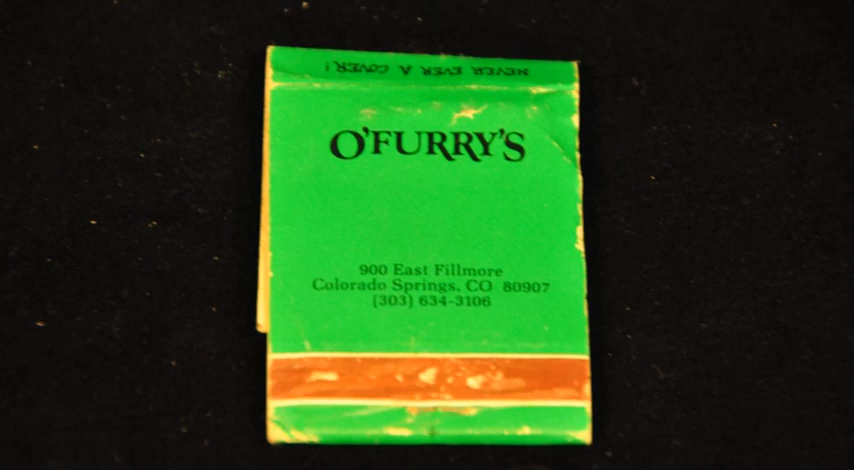 NEVER EVER A COVER!
O'FURRY'S
900 East Fillmore
Colorado Springs, CO 80907
(303) 634-3106